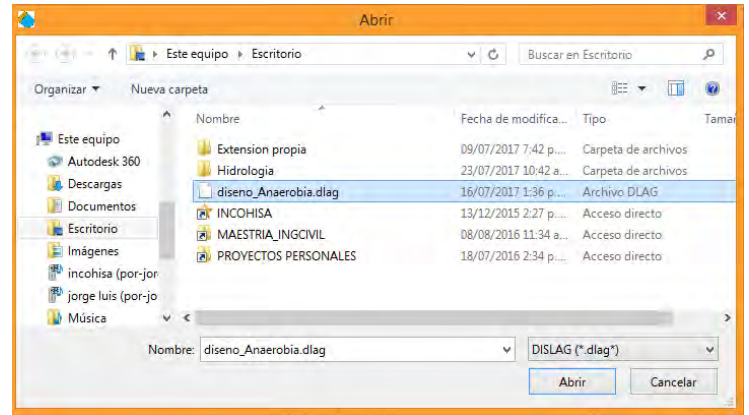 Abrir
Este equipo ▸ Escritorio
Buscar en Escritorio
Organizar
Nueva carpeta
Nombre
Fecha de modifica...
Tipo
Tamañ
Este equipo
Autodesk 360
Descargas
Documentos
Escritorio
Imágenes
incohisa (por-jor
jorge luis (por-jo
Música
Extension propia 09/07/2017 7:42 p.... Carpeta de archivos
Hidrologia 23/07/2017 10:42 a... Carpeta de archivos
diseno_Anaerobia.dlag 16/07/2017 1:36 p.... Archivo DLAG
INCOHISA 13/12/2015 2:27 p.... Acceso directo
MAESTRIA_INGCIVIL 08/08/2016 11:34 a... Acceso directo
PROYECTOS PERSONALES 18/07/2016 2:34 p.... Acceso directo
Nombre: diseno_Anaerobia.dlag
DISLAG (*.dlag*)
Abrir
Cancelar